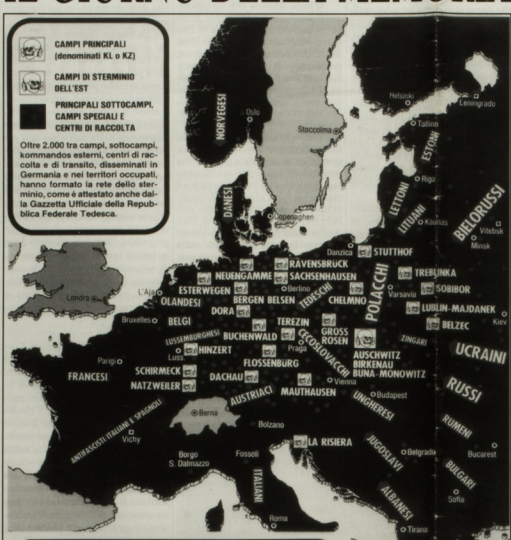 IL GIORNO DELLA MEMORIA
CAMPI PRINCIPALI
(denominati KL o KZ)
CAMPI DI STERMINIO
DELL'EST
PRINCIPALI SOTTOCAMPI,
CAMPI SPECIALI E
CENTRI DI RACCOLTA
Oltre 2.000 tra campi, sottocampi,
kommandos esterni, centri di rac-
colta e di transito, disseminati in
Germania e nei territori occupati,
hanno formato la rete dello ster-
minio, come è attestato anche dal-
la Gazzetta Ufficiale della Repub-
blica Federale Tedesca.
NORVEGESI
Oslo
Stoccolma
Helsinski
Leningrado
Tallinn
ESTONI
Riga
LETTONI
LITUANI
Kaunas
BIELORUSSI
Vitebsk
Minsk
DANESI
Copenaghen
Danzica
STUTTHOF
RAVENSBRÜCK
NEUENGAMME
SACHSENHAUSEN
TREBLINKA
ESTERWEGEN
Berlino
TEDESCHI
POLACCHI
Varsavia
SOBIBOR
Londra
L'Aja
OLANDESI
BERGEN BELSEN
CHELMNO
LUBLIN-MAJDANEK
DORA
Bruxelles
BELGI
TEREZIN
BELZEC
Kiev
LUSSEMBURGHESI
BUCHENWALD
Praga
CECOSLOVACCHI
GROSS
ROSEN
ZINGARI
Luss.
HINZERT
AUSCHWITZ
BIRKENAU
BUNA-MONOWITZ
UCRAINI
Parigi
FLOSSENBURG
FRANCESI
SCHIRMECK
DACHAU
Vienna
RUSSI
NATZWEILER
AUSTRIACI
MAUTHAUSEN
UNGHERESI
Budapest
Berna
RUMENI
ANTIFASCISTI ITALIANI E SPAGNOLI
Vichy
Bolzano
LA RISIERA
JUGOSLAVI
Belgrado
Bucarest
Borgo
S. Dalmazzo
Fossoli
ITALIANI
BULGARI
Sofia
ALBANESI
Roma
Tirana